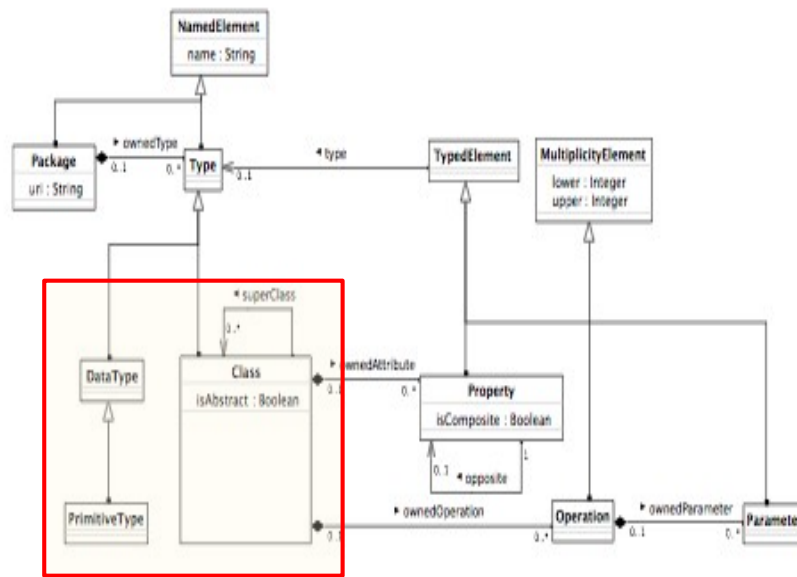 NamedElement
name : String
ownedType
Package
uri : String
0..1
0..*
Type
type
0..1
TypedElement
MultiplicityElement
lower : Integer
upper : Integer
superClass
0..*
DataType
Class
isAbstract : Boolean
ownedAttribute
0..*
Property
isComposite : Boolean
0..1
1
opposite
PrimitiveType
ownedOperation
0..*
Operation
ownedParameter
0..1
0..*
Parameter